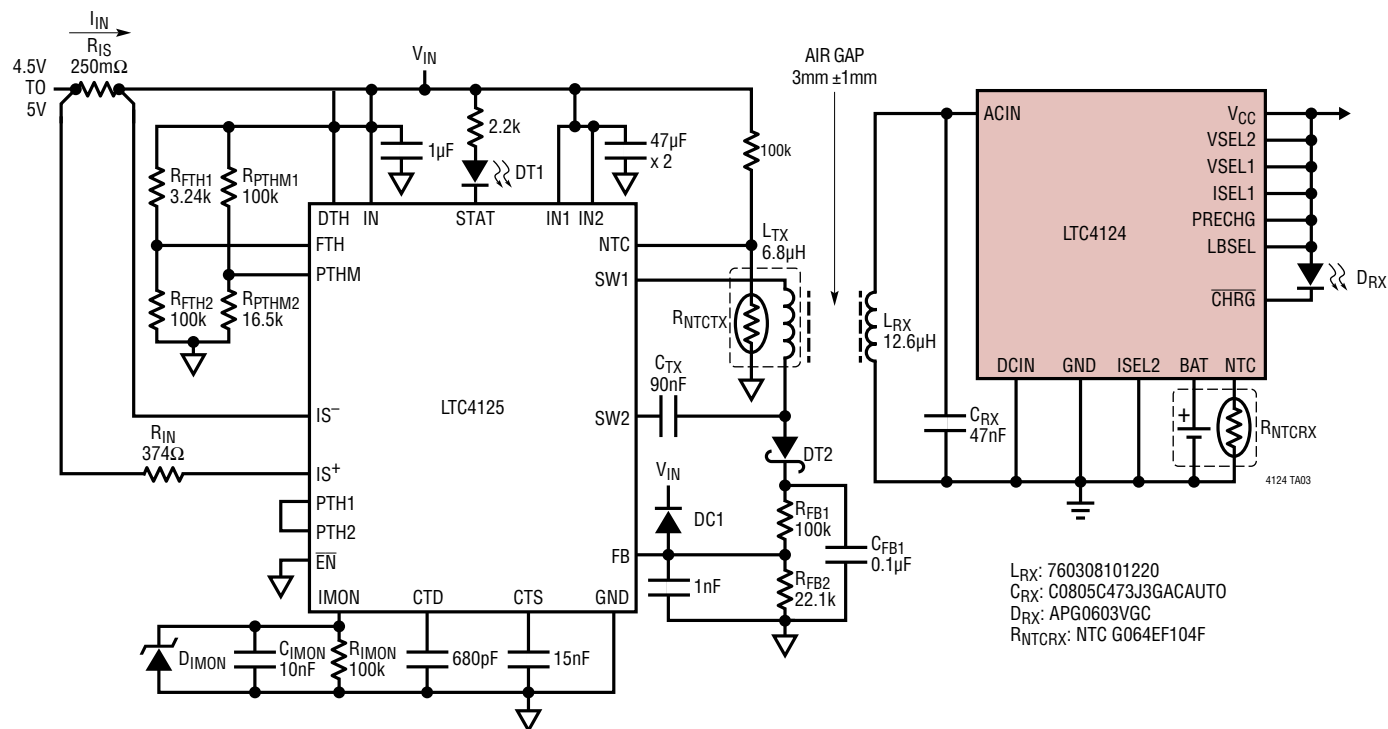 I_IN
R_IS
250mΩ
4.5V
TO
5V
V_IN
AIR GAP
3mm ±1mm
2.2k
DT1
1µF
47µF
x 2
100k
R_FTH1
3.24k
R_PTHM1
100k
R_FTH2
100k
R_PTHM2
16.5k
DTH
IN
STAT
IN1
IN2
FTH
PTHM
NTC
SW1
L_TX
6.8µH
R_NTCTX
C_TX
90nF
SW2
LTC4125
IS−
IS+
R_IN
374Ω
PTH1
PTH2
EN
IMON
CTD
CTS
GND
FB
V_IN
DC1
1nF
DT2
R_FB1
100k
R_FB2
22.1k
C_FB1
0.1µF
D_IMON
C_IMON
10nF
R_IMON
100k
680pF
15nF
L_RX
12.6µH
C_RX
47nF
ACIN
LTC4124
V_CC
VSEL2
VSEL1
ISEL1
PRECHG
LBSEL
CHRG
D_RX
DCIN
GND
ISEL2
BAT
NTC
+
R_NTCRX
4124 TA03
L_RX: 760308101220
C_RX: C0805C473J3GACAUTO
D_RX: APG0603VGC
R_NTCRX: NTC G064EF104F